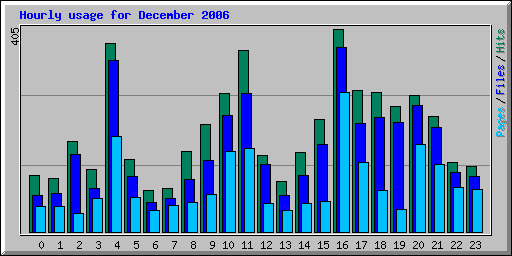 Hourly usage for December 2006
405
Pages / Files / Hits
0 1 2 3 4 5 6 7 8 9 10 11 12 13 14 15 16 17 18 19 20 21 22 23